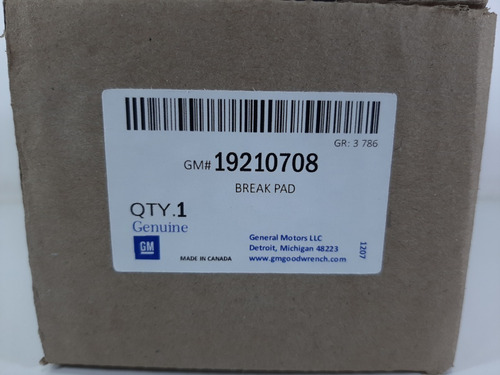 GR: 3 786
GM# 19210708
BREAK PAD
QTY.1
Genuine
GM
MADE IN CANADA
General Motors LLC
Detroit, Michigan 48223
www.gmgoodwrench.com
1207